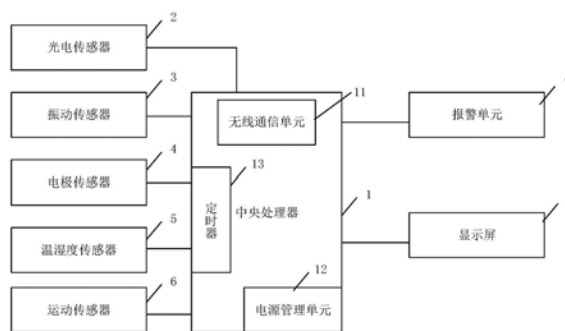 光电传感器
2
振动传感器
3
电极传感器
4
温湿度传感器
5
运动传感器
6
无线通信单元
11
定时器
13
中央处理器
1
电源管理单元
12
报警单元
显示屏